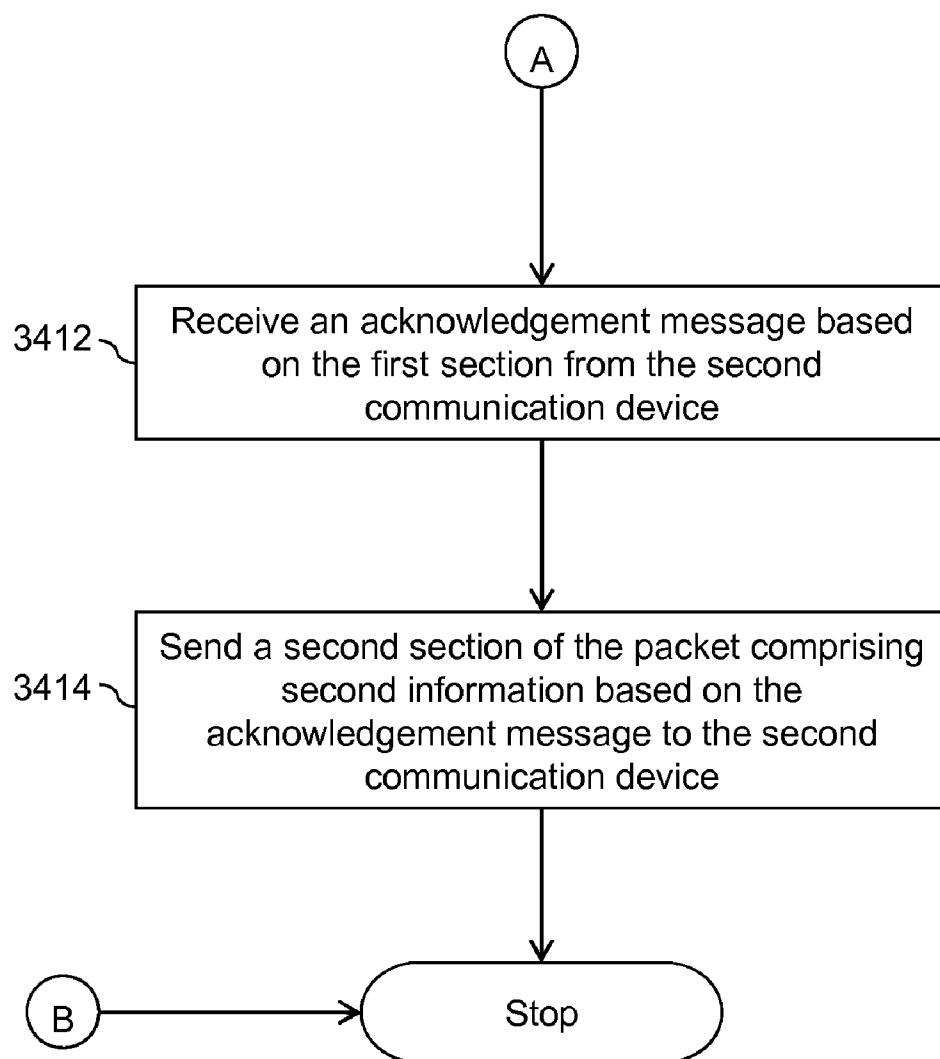 A
3412
Receive an acknowledgement message based
on the first section from the second
communication device
3414
Send a second section of the packet comprising
second information based on the
acknowledgement message to the second
communication device
B
Stop